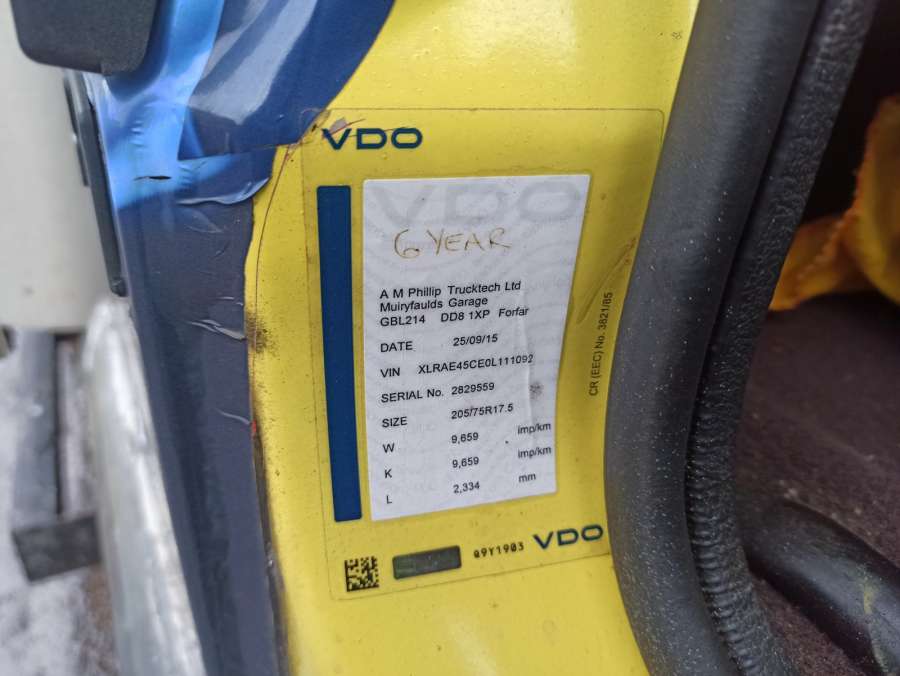 VDO
VDO
6 YEAR
A M Phillip Trucktech Ltd
Muiryfaulds Garage
GBL214 DD8 1XP Forfar
DATE 25/09/15
VIN XLRAE45CE0L111092
SERIAL No. 2829559
SIZE 205/75R17.5
W 9,659 imp/km
K 9,659 imp/km
L 2,334 mm
CR (EEC) No. 3821/85
Q9Y1903 VDO